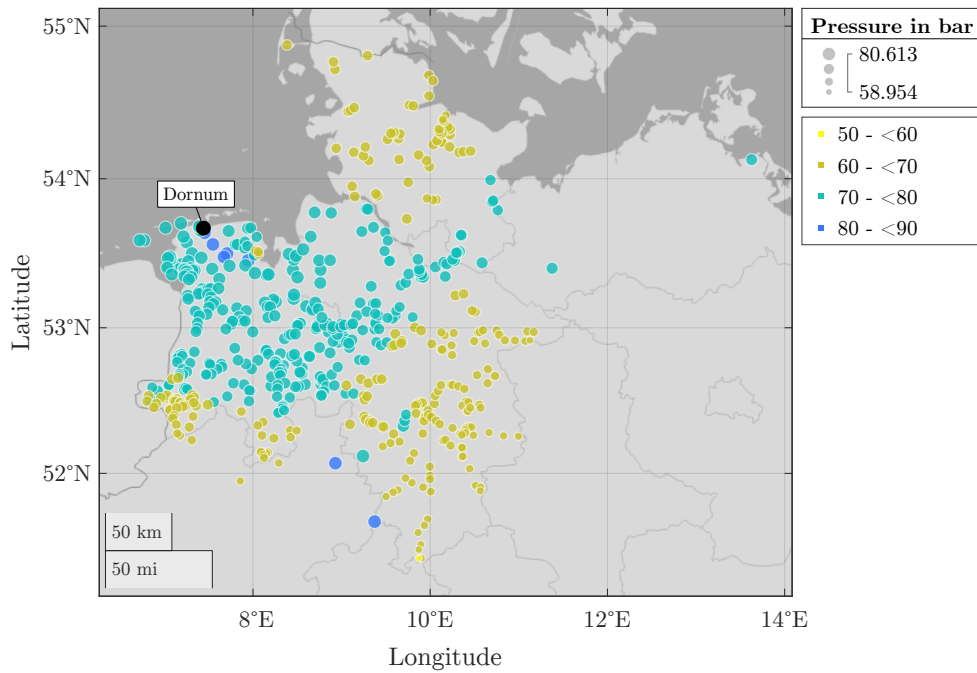 55°N
54°N
53°N
52°N
Latitude
Dornum
50 km
50 mi
8°E
10°E
12°E
14°E
Longitude
Pressure in bar
80.613
58.954
50 - <60
60 - <70
70 - <80
80 - <90